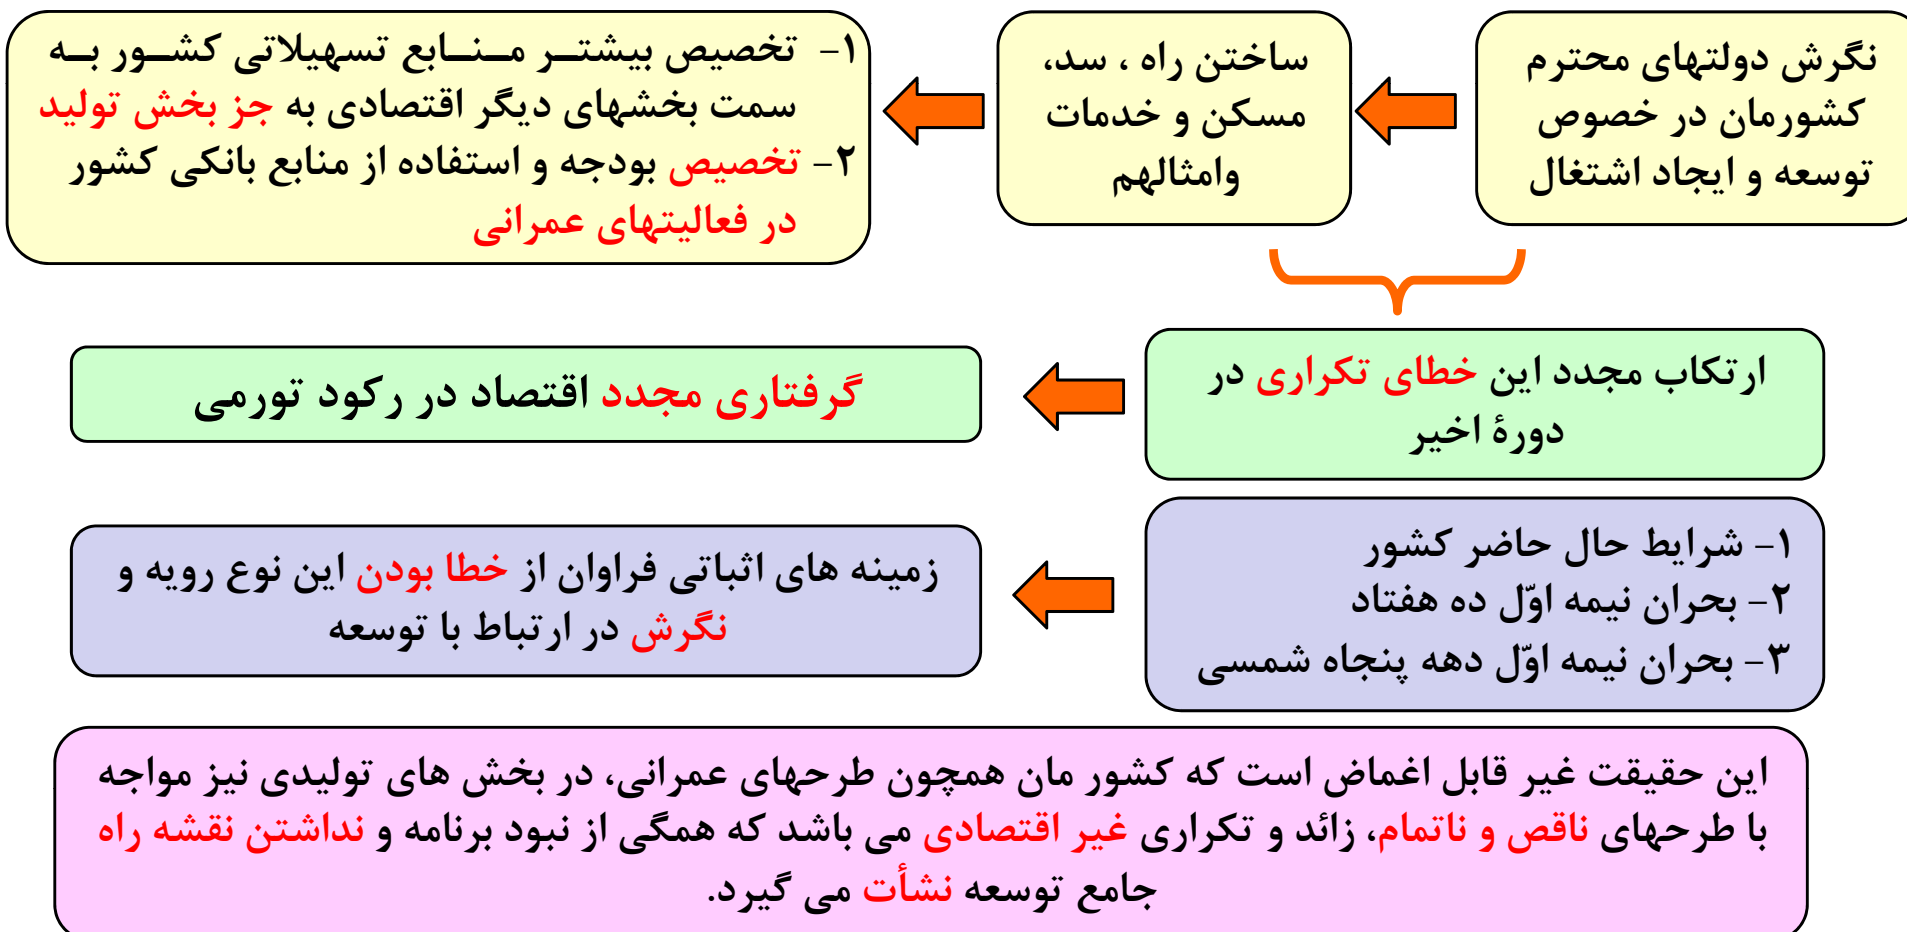 نگرش دولتهای محترم
کشورمان در خصوص
توسعه و ایجاد اشتغال
ساختن راه ، سد،
مسکن و خدمات
وامثالهم
۱- تخصیص بیشتر منابع تسهیلاتی کشور به
سمت بخشهای دیگر اقتصادی به جز بخش تولید
۲- تخصیص بودجه و استفاده از منابع بانکی کشور
در فعالیتهای عمرانی
ارتکاب مجدد این خطای تکراری در
دورۀ اخیر
گرفتاری مجدد اقتصاد در رکود تورمی
۱- شرایط حال حاضر کشور
۲- بحران نیمه اوّل ده هفتاد
۳- بحران نیمه اوّل دهه پنجاه شمسی
زمینه های اثباتی فراوان از خطا بودن این نوع رویه و
نگرش در ارتباط با توسعه
این حقیقت غیر قابل اغماض است که کشور مان همچون طرحهای عمرانی، در بخش های تولیدی نیز مواجه
با طرحهای ناقص و ناتمام، زائد و تکراری غیر اقتصادی می باشد که همگی از نبود برنامه و نداشتن نقشه راه
جامع توسعه نشأت می گیرد.